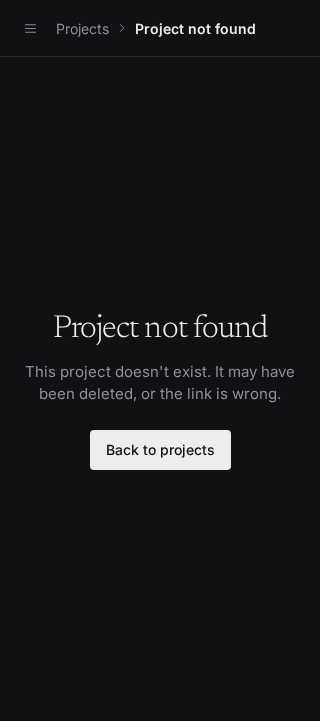 Projects > Project not found
Project not found
This project doesn't exist. It may have
been deleted, or the link is wrong.
Back to projects